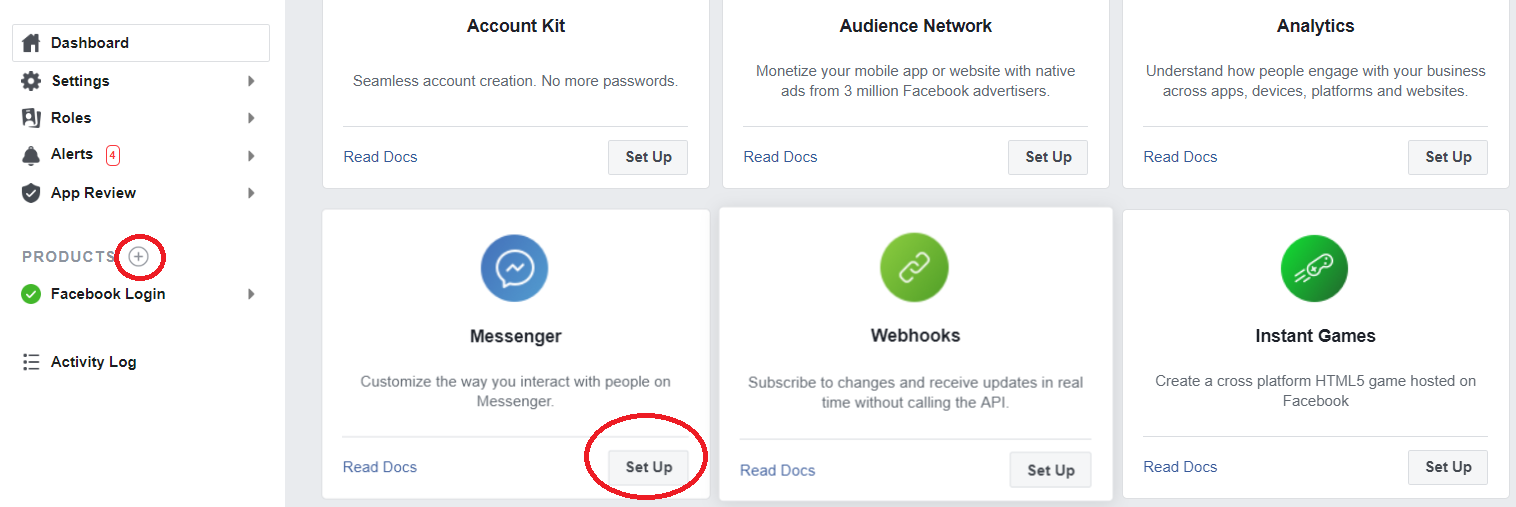 Dashboard
Settings
Roles
Alerts 4
App Review
PRODUCTS
Facebook Login
Activity Log
Account Kit
Seamless account creation. No more passwords.
Read Docs
Set Up
Audience Network
Monetize your mobile app or website with native
ads from 3 million Facebook advertisers.
Read Docs
Set Up
Analytics
Understand how people engage with your business
across apps, devices, platforms and websites.
Read Docs
Set Up
Messenger
Customize the way you interact with people on
Messenger.
Read Docs
Set Up
Webhooks
Subscribe to changes and receive updates in real
time without calling the API.
Read Docs
Set Up
Instant Games
Create a cross platform HTML5 game hosted on
Facebook
Read Docs
Set Up